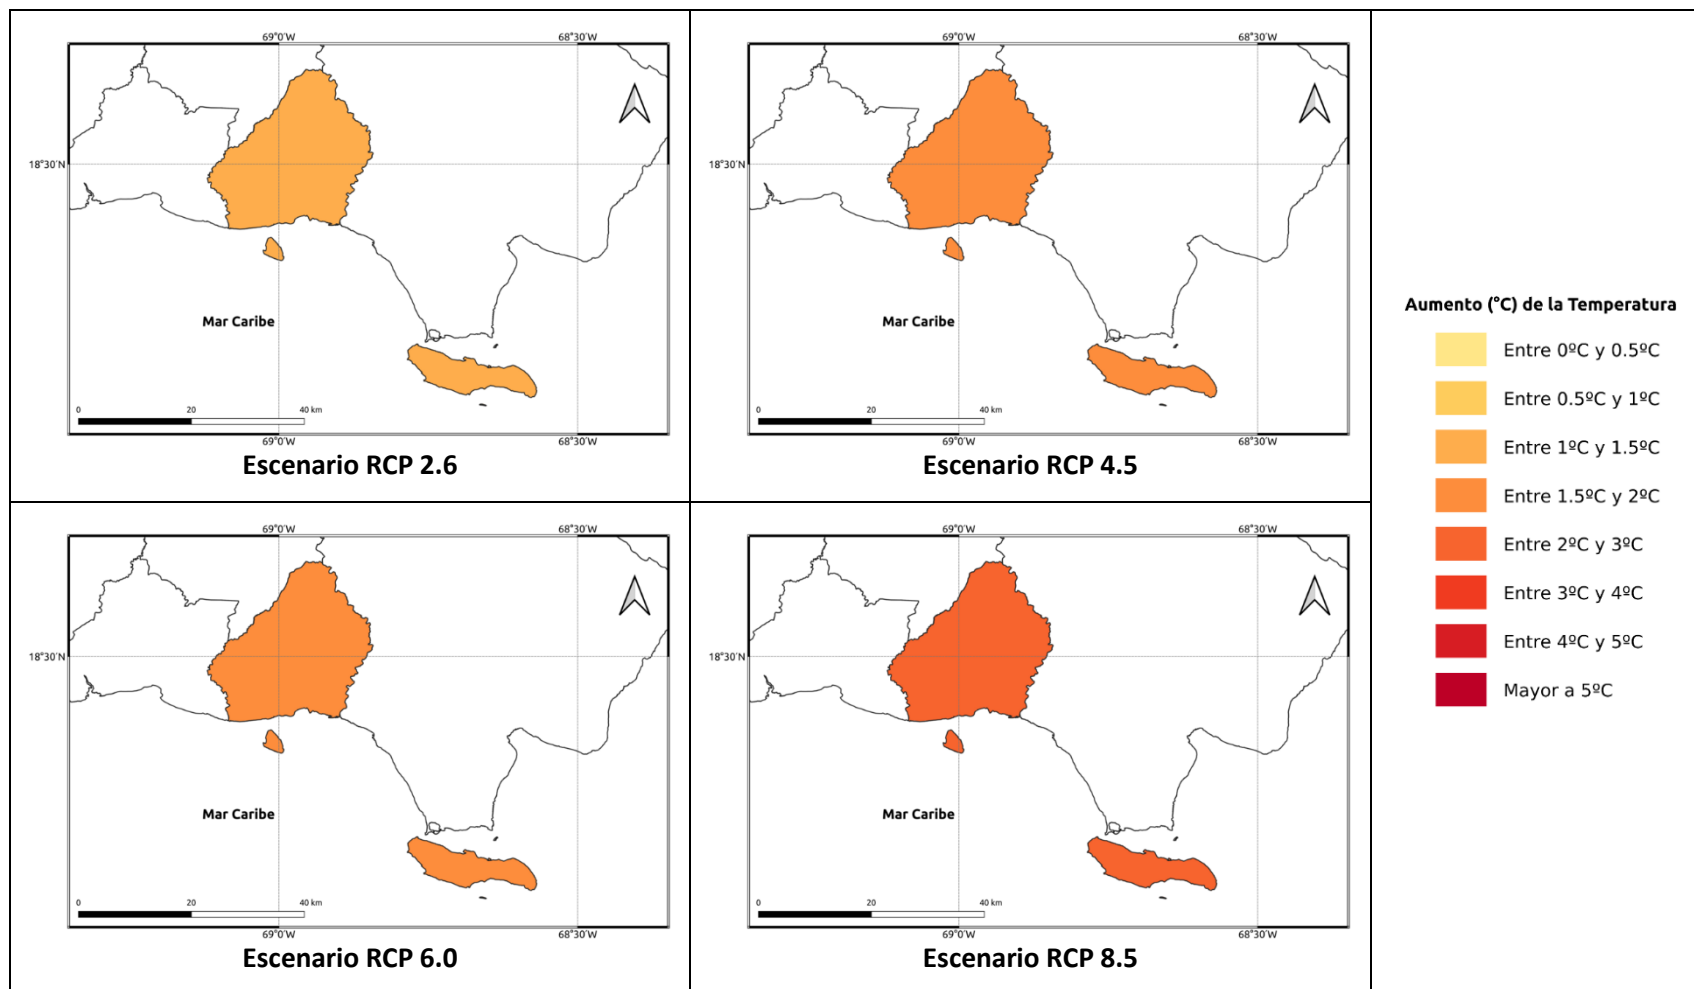 69°0′W 68°30′W
18°30′N
Mar Caribe
0 20 40 km
69°0′W 68°30′W
Escenario RCP 2.6
69°0′W 68°30′W
18°30′N
Mar Caribe
0 20 40 km
69°0′W 68°30′W
Escenario RCP 4.5
69°0′W 68°30′W
18°30′N
Mar Caribe
0 20 40 km
69°0′W 68°30′W
Escenario RCP 6.0
69°0′W 68°30′W
18°30′N
Mar Caribe
0 20 40 km
69°0′W 68°30′W
Escenario RCP 8.5
Aumento (°C) de la Temperatura
Entre 0ºC y 0.5ºC
Entre 0.5ºC y 1ºC
Entre 1ºC y 1.5ºC
Entre 1.5ºC y 2ºC
Entre 2ºC y 3ºC
Entre 3ºC y 4ºC
Entre 4ºC y 5ºC
Mayor a 5ºC